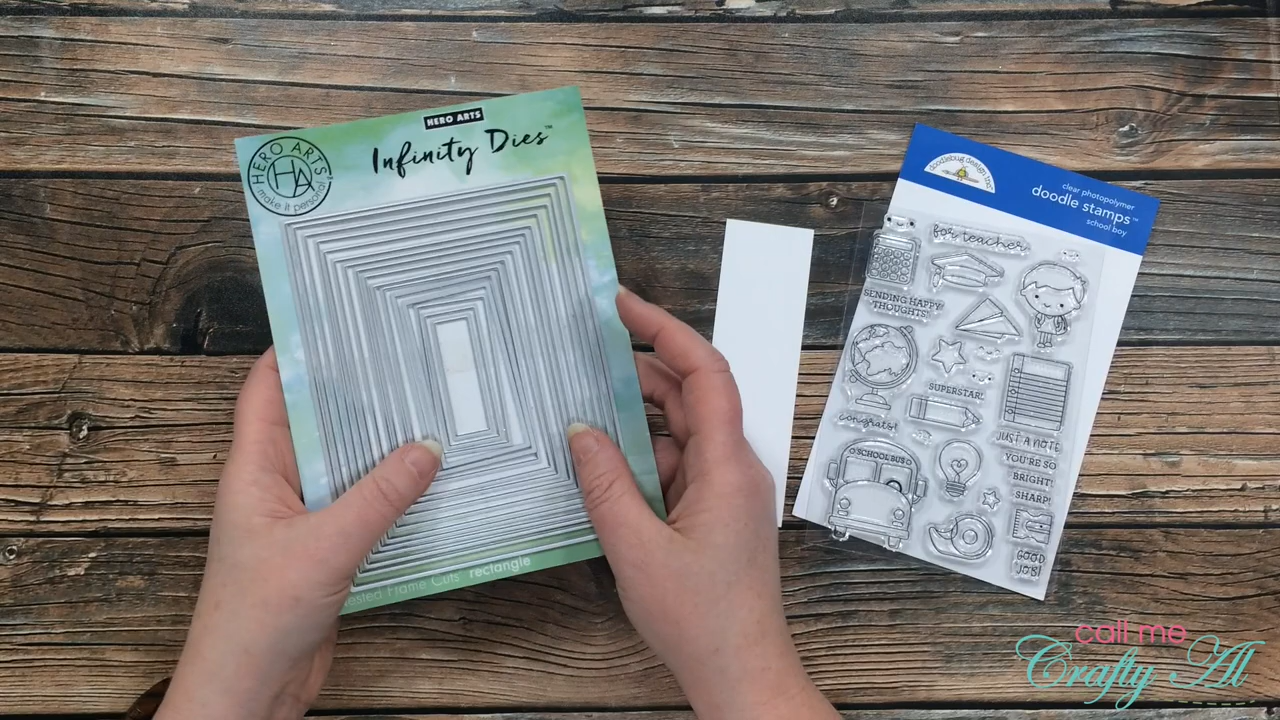 HERO ARTS
Infinity Dies™
HERO ARTS
HA
make it personal
Nested Frame Cuts rectangle
doodlebug design inc
clear photopolymer
doodle stamps™
school boy
for teacher
SENDING HAPPY
THOUGHTS!
SUPERSTAR!
congrats!
JUST A NOTE
SCHOOL BUS
YOU'RE SO
BRIGHT!
SHARP!
GOOD
JOB!
call me
Crafty Al